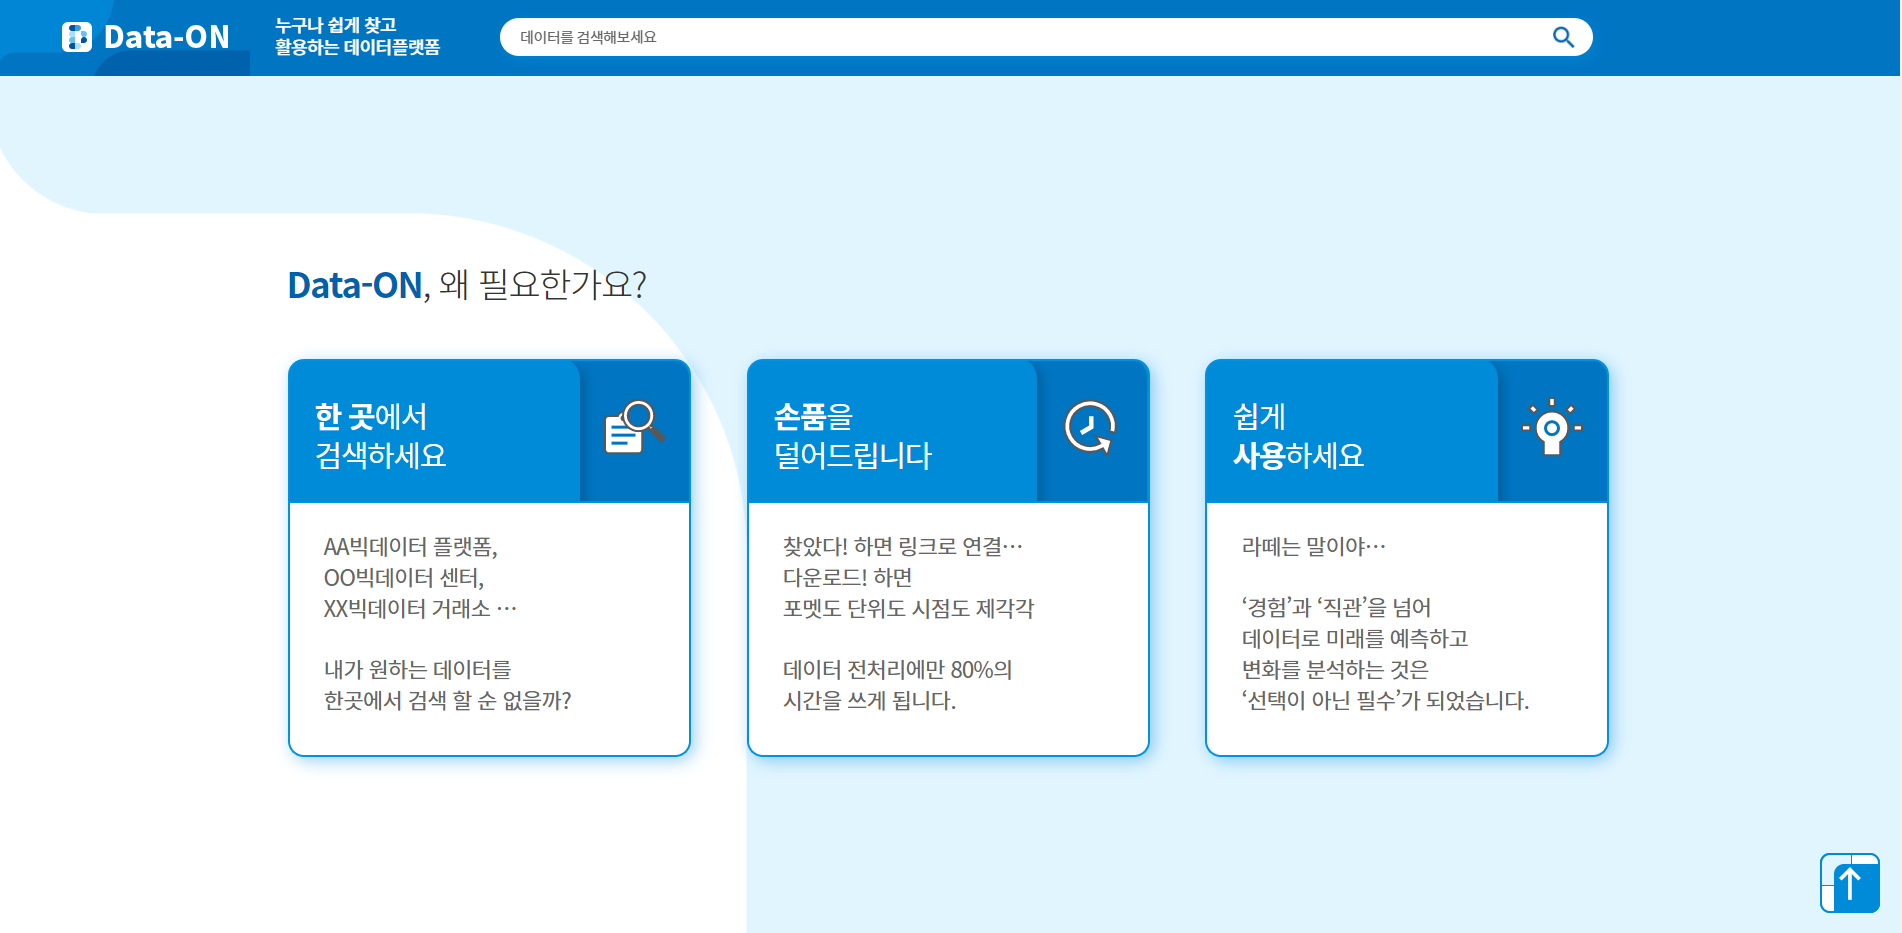 Data-ON
누구나 쉽게 찾고
활용하는 데이터플랫폼
데이터를 검색해보세요
Data-ON, 왜 필요한가요?
한 곳에서
검색하세요
AA빅데이터 플랫폼,
OO빅데이터 센터,
XX빅데이터 거래소 …
내가 원하는 데이터를
한곳에서 검색 할 순 없을까?
손품을
덜어드립니다
찾았다! 하면 링크로 연결…
다운로드! 하면
포멧도 단위도 시점도 제각각
데이터 전처리에만 80%의
시간을 쓰게 됩니다.
쉽게
사용하세요
라떼는 말이야…
‘경험’과 ‘직관’을 넘어
데이터로 미래를 예측하고
변화를 분석하는 것은
‘선택이 아닌 필수’가 되었습니다.